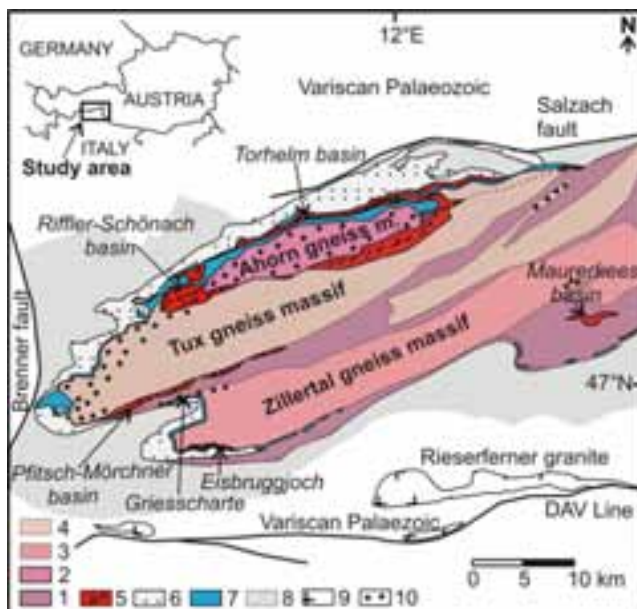 GERMANY
AUSTRIA
ITALY
Study area
12°E
N
Variscan Palaeozoic
Salzach
fault
Torhelm basin
Riffler-Schönach
basin
Ahorn gneiss m.
Tux gneiss massif
basin
Zillertal gneiss massif
Brenner fault
47°N
Pfitsch-Mörchner
basin
Griesscharte
Eisbruggjoch
Rieserferner granite
Variscan Palaezoic
DAV Line
4
3
2
1
5
6
7
8
9
10
0 5 10 km